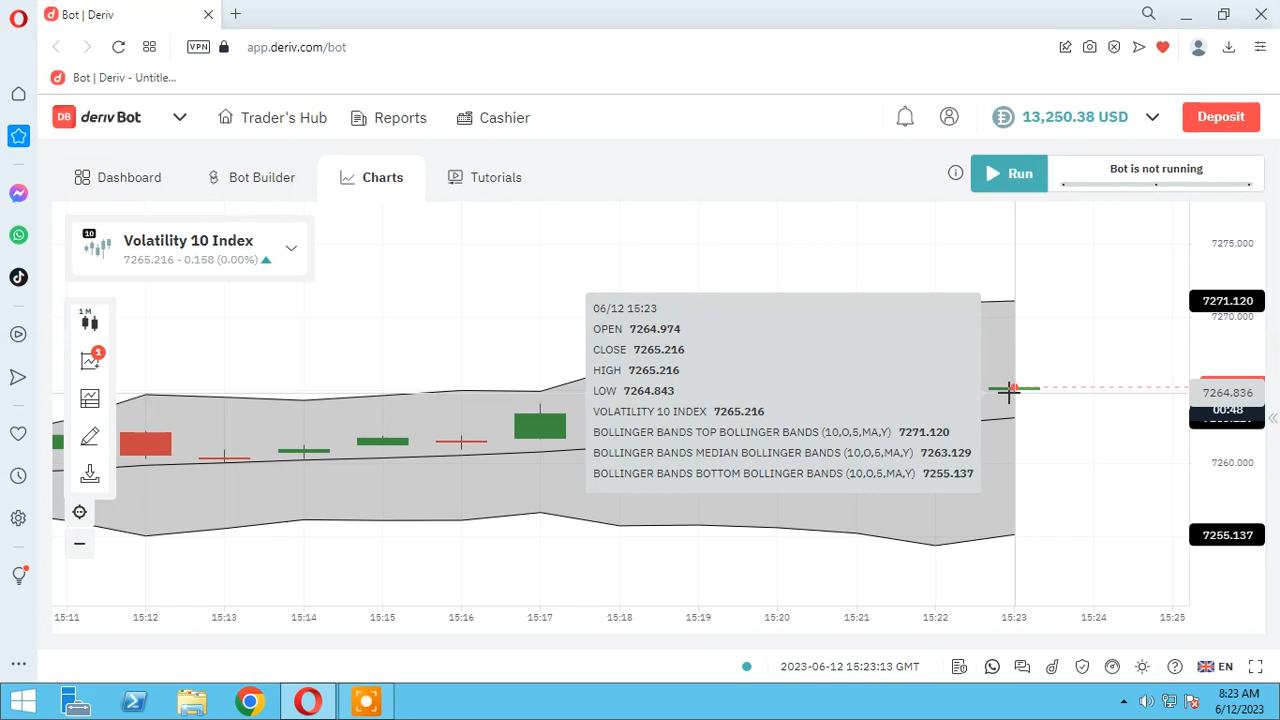 Bot | Deriv
VPN
app.deriv.com/bot
Bot | Deriv - Untitle...
DB deriv Bot
Trader's Hub
Reports
Cashier
13,250.38 USD
Deposit
Dashboard
Bot Builder
Charts
Tutorials
Run
Bot is not running
10
Volatility 10 Index
7265.216 - 0.158 (0.00%)
1 M
1
7275.000
7271.120
7270.000
7264.836
00:48
7260.000
7255.137
06/12 15:23
OPEN 7264.974
CLOSE 7265.216
HIGH 7265.216
LOW 7264.843
VOLATILITY 10 INDEX 7265.216
BOLLINGER BANDS TOP BOLLINGER BANDS (10,O,5,MA,Y) 7271.120
BOLLINGER BANDS MEDIAN BOLLINGER BANDS (10,O,5,MA,Y) 7263.129
BOLLINGER BANDS BOTTOM BOLLINGER BANDS (10,O,5,MA,Y) 7255.137
15:11 15:12 15:13 15:14 15:15 15:16 15:17 15:18 15:19 15:20 15:21 15:22 15:23 15:24 15:25
2023-06-12 15:23:13 GMT
EN
8:23 AM
6/12/2023